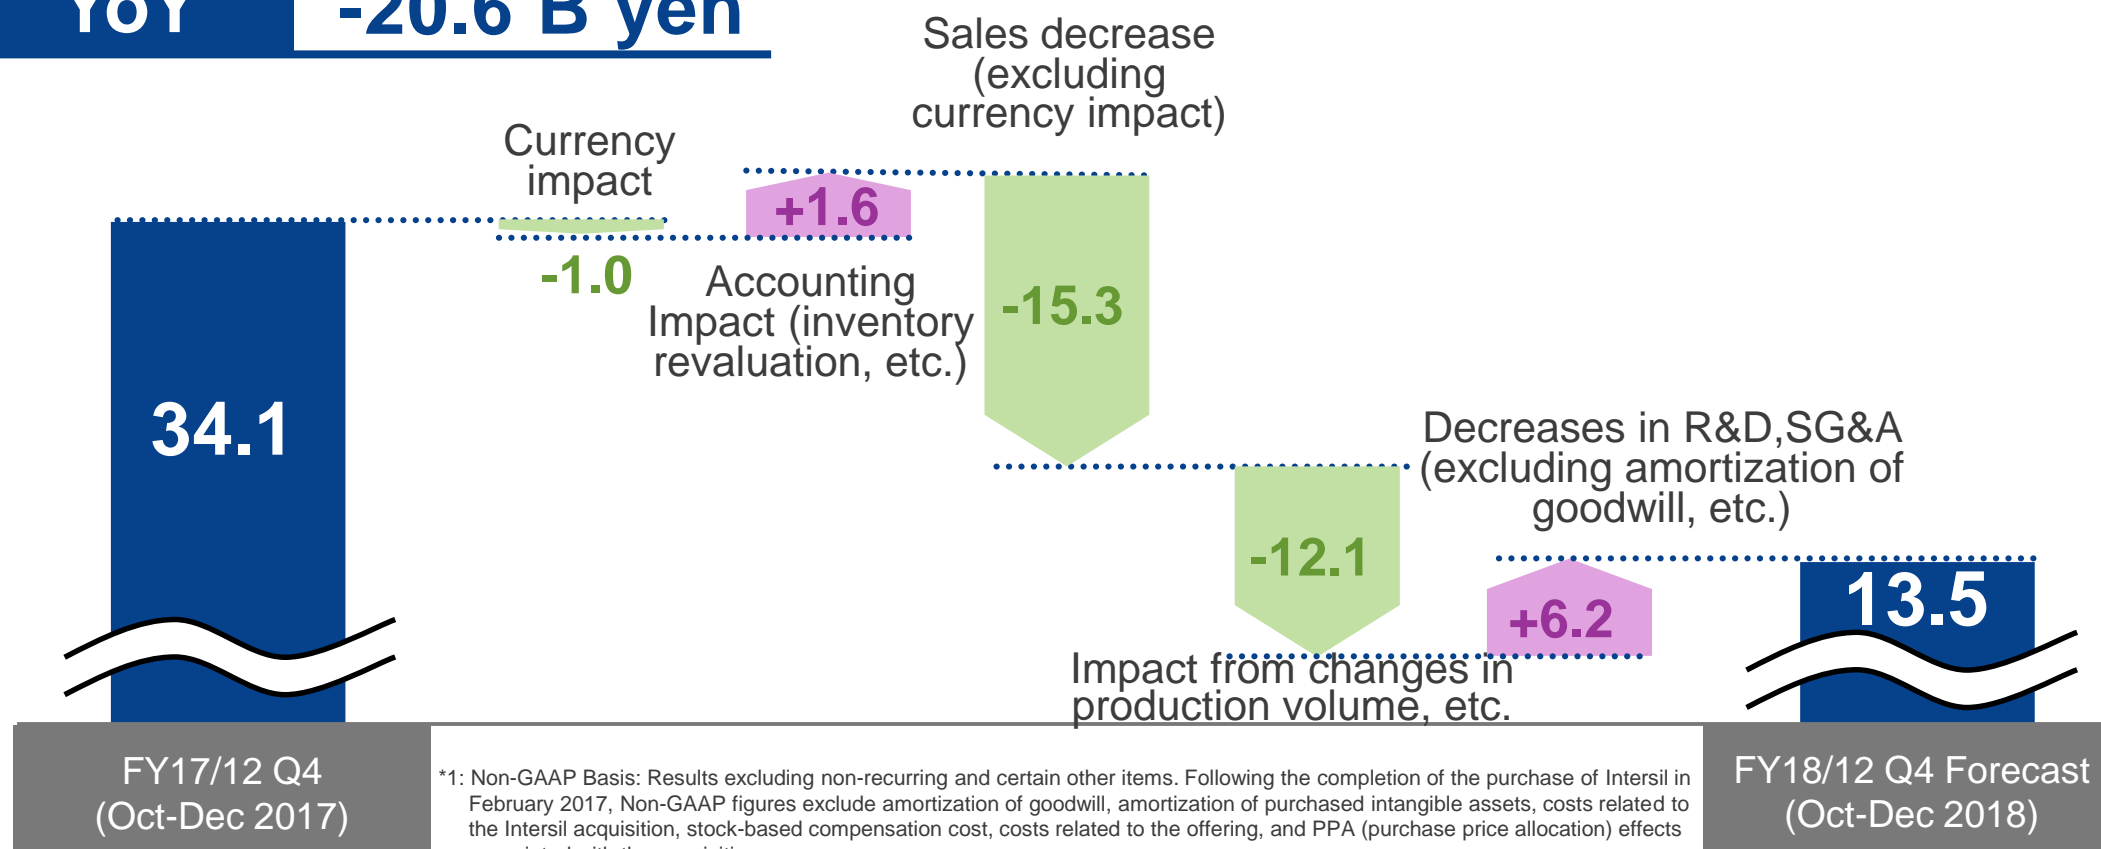 YoY
-20.6 B yen
Sales decrease
(excluding
currency impact)
Currency
impact
+1.6
-1.0
Accounting
Impact (inventory
revaluation, etc.)
-15.3
34.1
Decreases in R&D,SG&A
(excluding amortization of
goodwill, etc.)
-12.1
+6.2
13.5
Impact from changes in
production volume, etc.
FY17/12 Q4
(Oct-Dec 2017)
*1: Non-GAAP Basis: Results excluding non-recurring and certain other items. Following the completion of the purchase of Intersil in
February 2017, Non-GAAP figures exclude amortization of goodwill, amortization of purchased intangible assets, costs related to
the Intersil acquisition, stock-based compensation cost, costs related to the offering, and PPA (purchase price allocation) effects
FY18/12 Q4 Forecast
(Oct-Dec 2018)